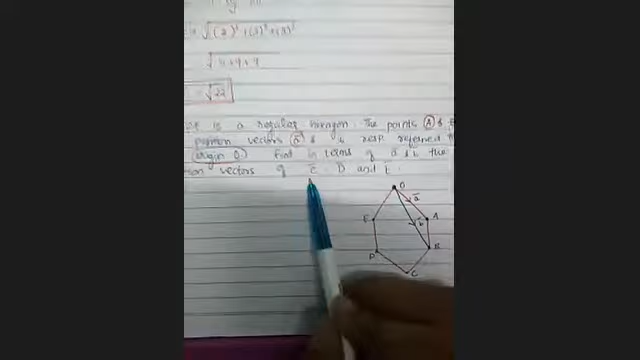 √(2)² + (3)² + (3)²
√4+9+9
= √22
is a regular hexagon The points A &
position vectors a & b resp. referred
origin O. Find in terms of a & b the
vectors of C, D and E.
O
a
E
b
A
D
B
C